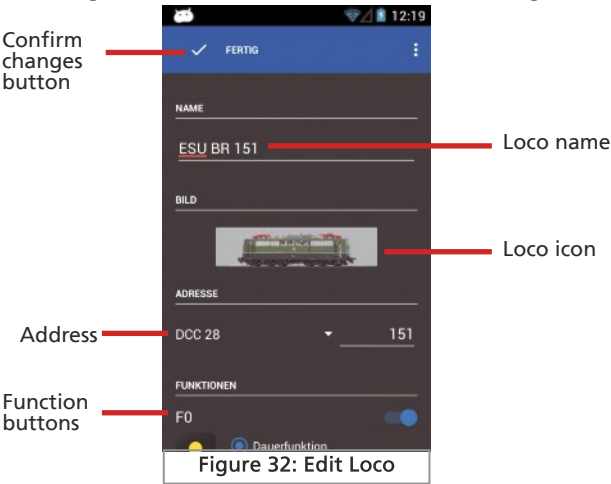 12:19
Confirm
changes
button
FERTIG
NAME
ESU BR 151
Loco name
BILD
Loco icon
ADRESSE
Address
DCC 28
151
FUNKTIONEN
Function
buttons
F0
Dauerfunktion
Figure 32: Edit Loco